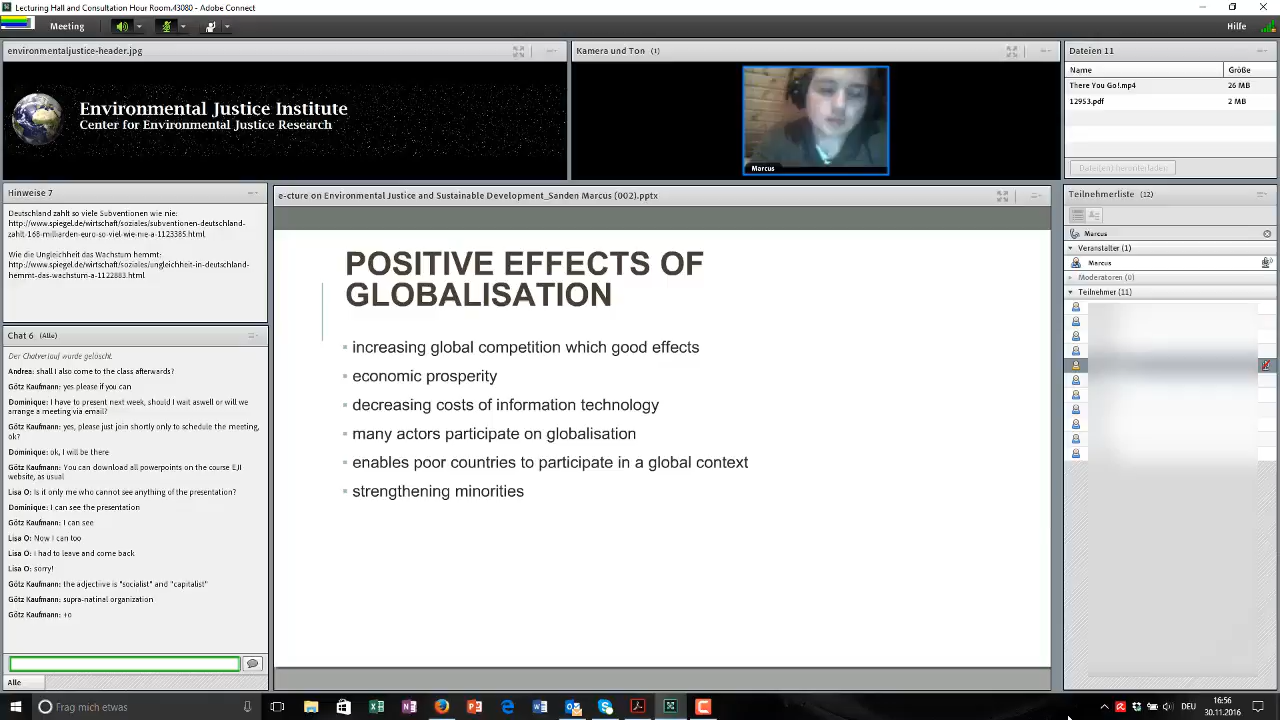 Lecturing Hall and Consultation Hour Room,43080 - Adobe Connect
Meeting
Hilfe
environmentaljustice-header.jpg
Environmental Justice Institute
Center for Environmental Justice Research
Kamera und Ton (1)
Marcus
Dateien 11
Name Größe
There You Go!.mp4 26 MB
12953.pdf 2 MB
Datei(en) herunterladen
Hinweise 7
Deutschland zahlt so viele Subventionen wie nie:
http://www.spiegel.de/wirtschaft/soziales/subventionen-deutschland-
zahlt-168-milliarden-euro-so-viel-wie-nie-a-1123385.html
Wie die Ungleichheit das Wachstum hemmt:
http://www.spiegel.de/wirtschaft/soziales/ungleichheit-in-deutschland-
hemmt-das-wachstum-a-1122883.html
Chat 6 (Alle)
Der Chatverlauf wurde gelöscht.
Andrea: shall I also come to the class afterwards?
Götz Kaufmann: yes please if you can
Dominique: I have to present next week, should I wait aswell or will we
arrange a meeting via email?
Götz Kaufmann: yes, please just join shortly only to schedule the meeting,
ok?
Dominique: ok, I will be there
Götz Kaufmann: You can download all powerpoints on the course EJI
website, as usual
Lisa O: Is it only me who cannot see anything of the presentation?
Dominique: I can see the presentation
Götz Kaufmann: I can see
Lisa O: Now I can too
Lisa O: i had to leave and come back
Lisa O: sorry!
Götz Kaufmann: the adjective is "socialist" and "capitalist"
Götz Kaufmann: supra-natinal organization
Götz Kaufmann: +o
Alle
e-cture on Environmental Justice and Sustainable Development_Sanden Marcus (002).pptx
POSITIVE EFFECTS OF
GLOBALISATION
increasing global competition which good effects
economic prosperity
decreasing costs of information technology
many actors participate on globalisation
enables poor countries to participate in a global context
strengthening minorities
Teilnehmerliste (12)
Marcus
Veranstalter (1)
Marcus
Moderatoren (0)
Teilnehmer (11)
Frag mich etwas
DEU
16:56
30.11.2016